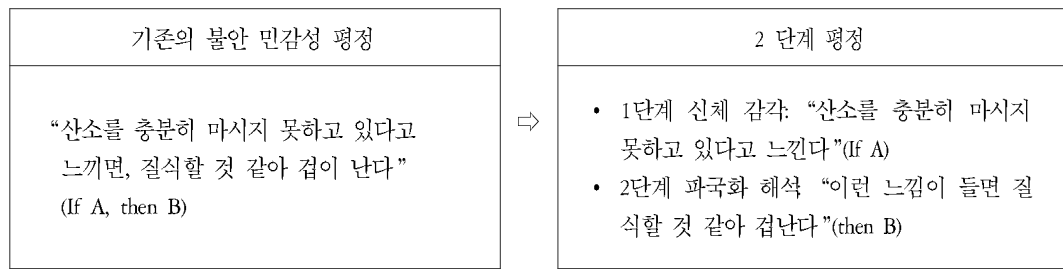 기존의 불안 민감성 평정
“산소를 충분히 마시지 못하고 있다고
느끼면, 질식할 것 같아 겁이 난다”
(If A, then B)
⇨
2 단계 평정
• 1단계 신체 감각: “산소를 충분히 마시지
못하고 있다고 느낀다”(If A)
• 2단계 파국화 해석: “이런 느낌이 들면 질
식할 것 같아 겁난다”(then B)